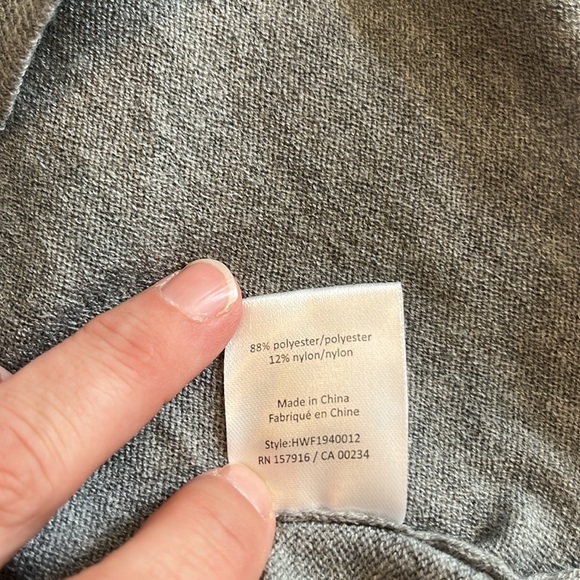 88% polyester/polyester
12% nylon/nylon
Made in China
Fabriqué en Chine
Style:HWF1940012
RN 157916 / CA 00234